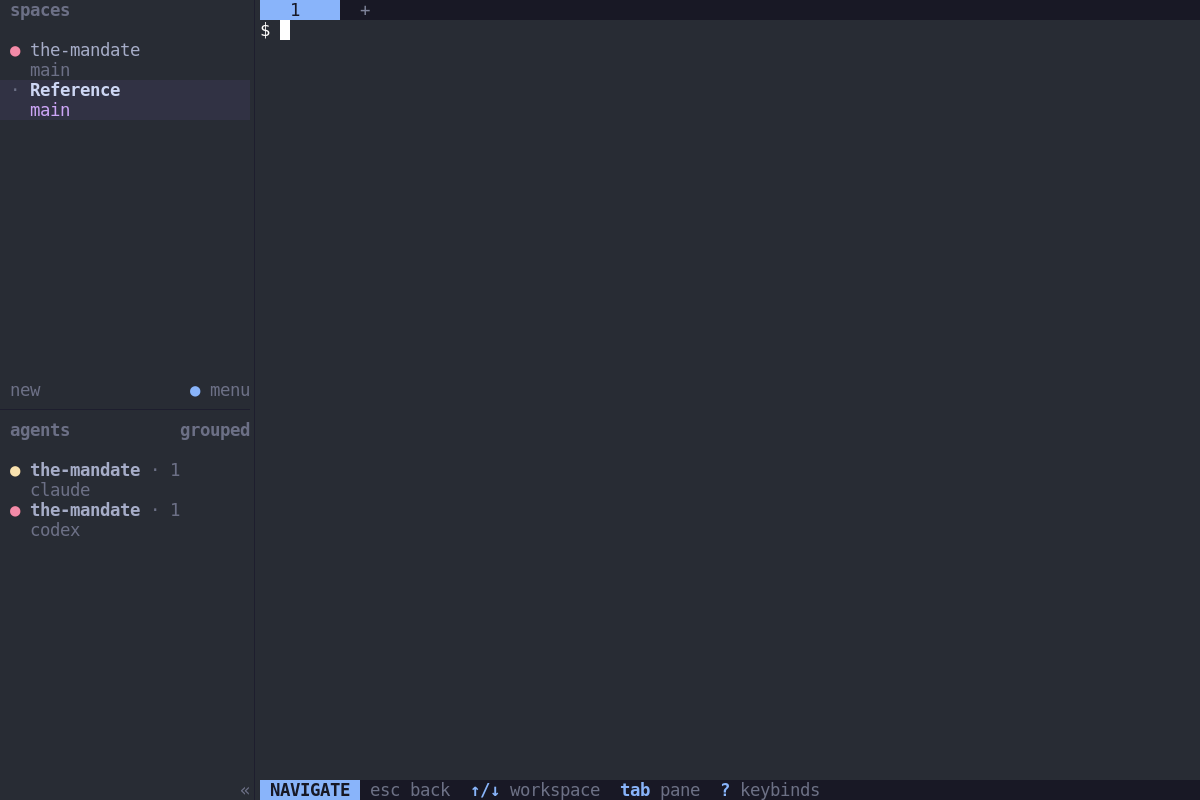 spaces
● the-mandate
main
· Reference
main
new ● menu
agents grouped
● the-mandate · 1
claude
● the-mandate · 1
codex
«
1 +
$
NAVIGATE esc back ↑/↓ workspace tab pane ? keybinds